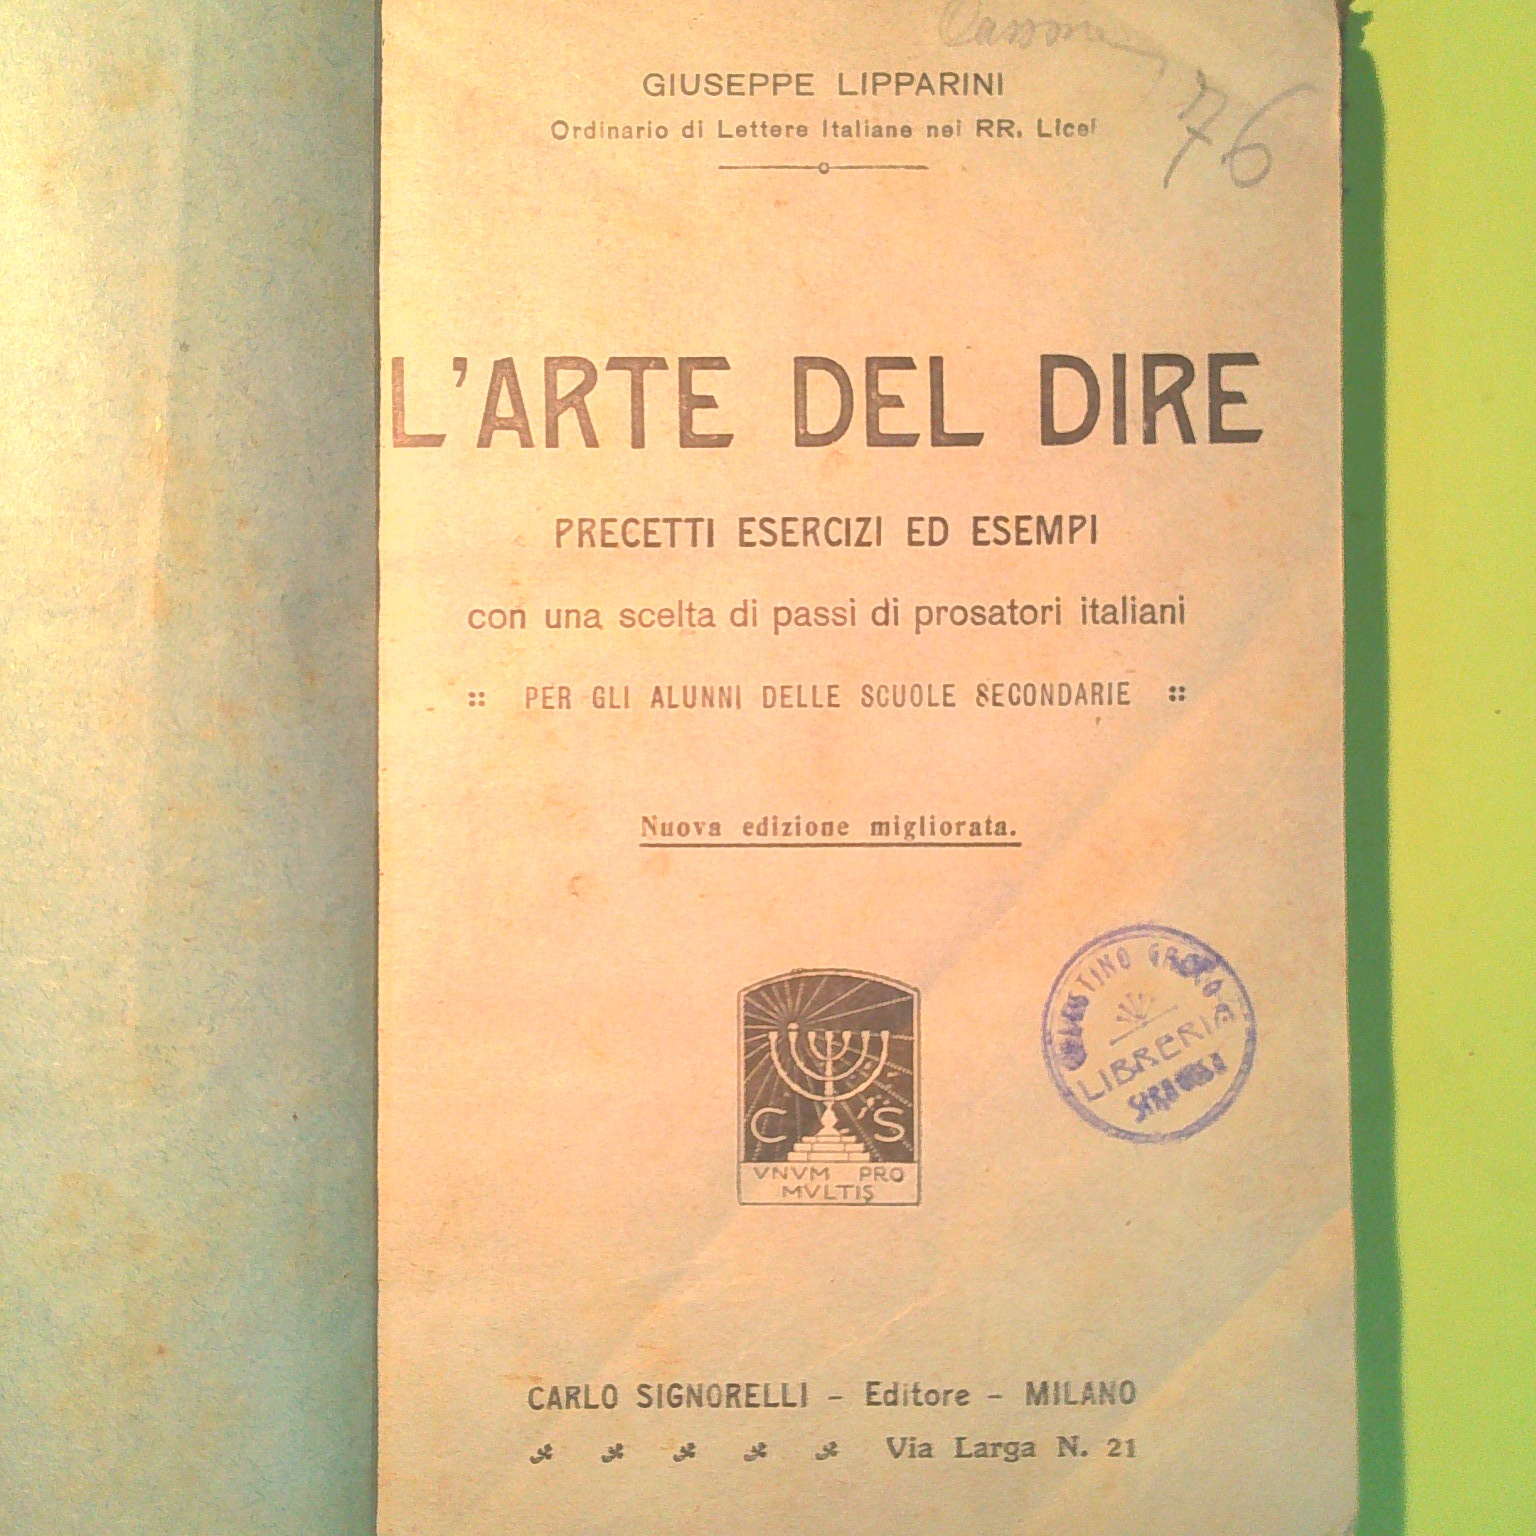 76
GIUSEPPE LIPPARINI
Ordinario di Lettere Italiane nei RR. Licei
L'ARTE DEL DIRE
PRECETTI ESERCIZI ED ESEMPI
con una scelta di passi di prosatori italiani
:: PER GLI ALUNNI DELLE SCUOLE SECONDARIE ::
Nuova edizione migliorata.
C S
VNVM PRO
MVLTIS
LIBRERIA
CARLO SIGNORELLI – Editore – MILANO
Via Larga N. 21